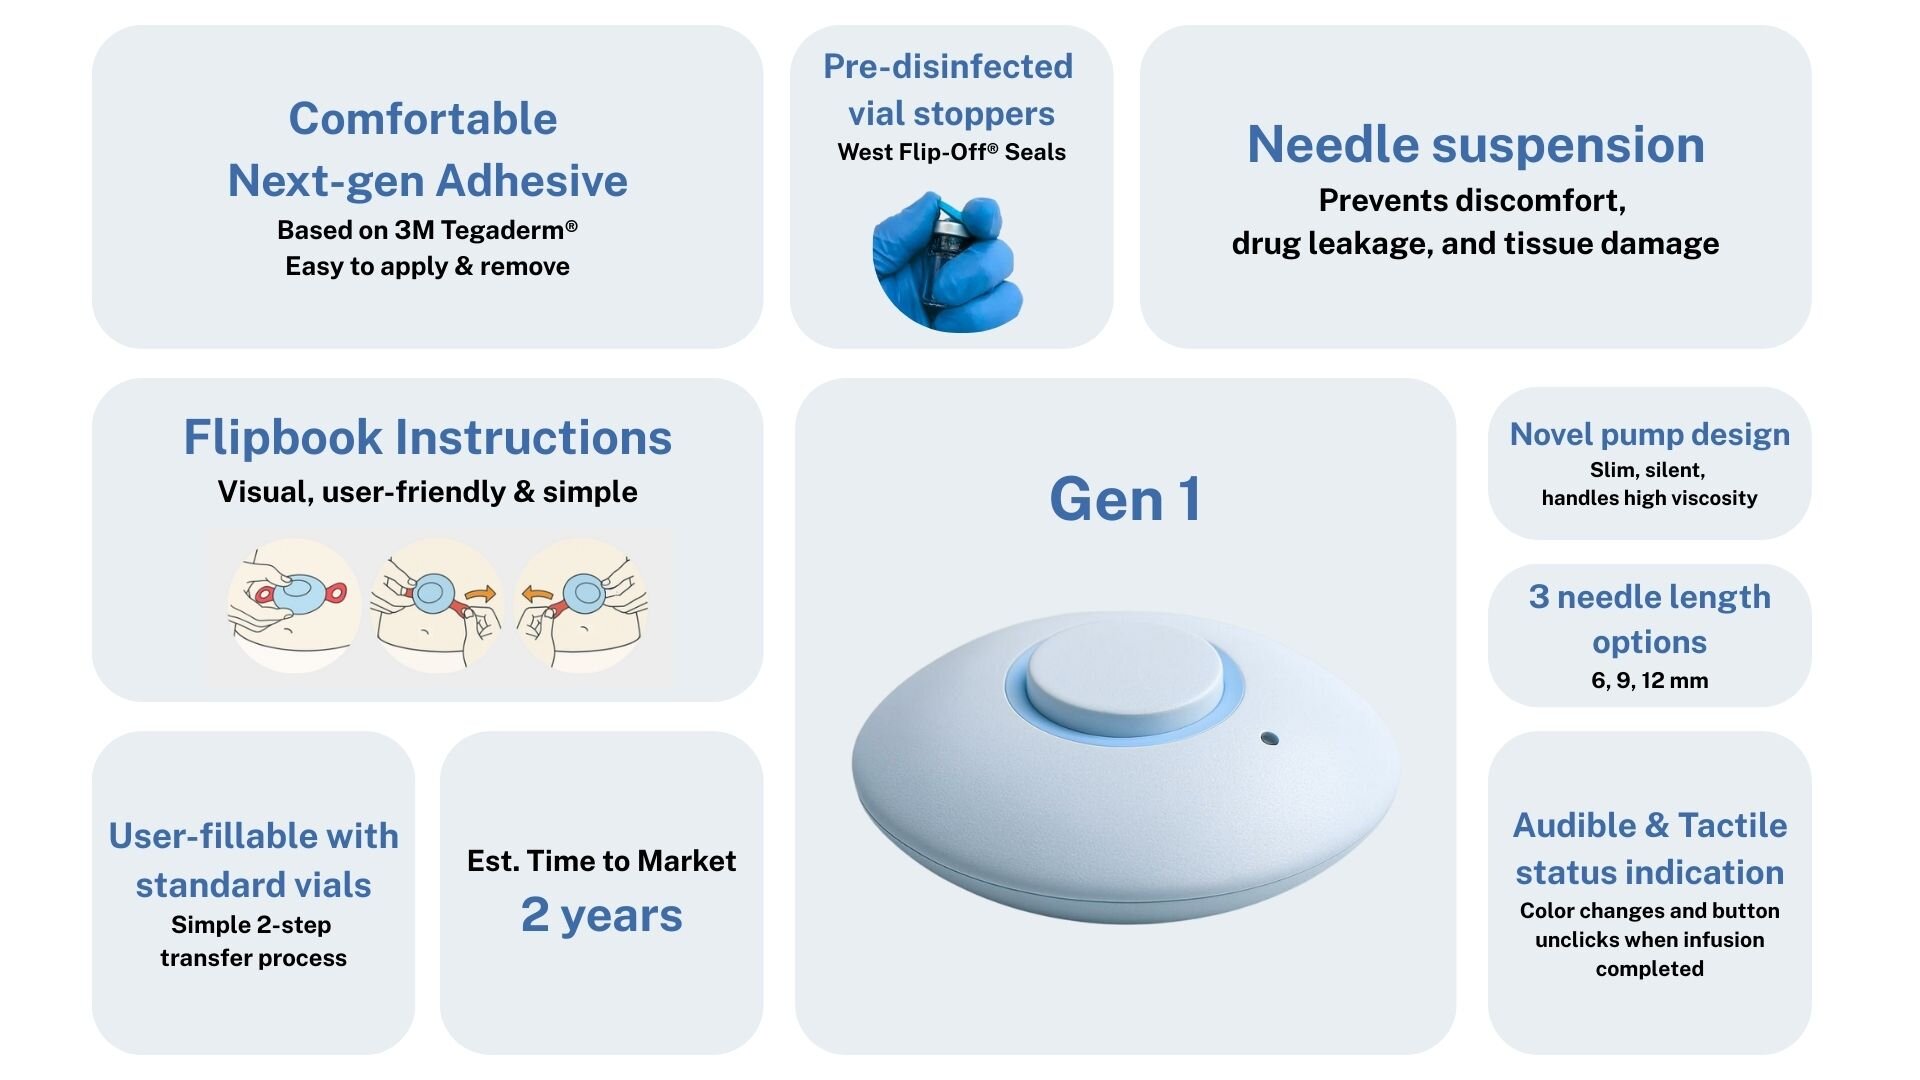 Comfortable
Next-gen Adhesive
Based on 3M Tegaderm®
Easy to apply & remove
Pre-disinfected
vial stoppers
West Flip-Off® Seals
Needle suspension
Prevents discomfort,
drug leakage, and tissue damage
Flipbook Instructions
Visual, user-friendly & simple
Gen 1
Novel pump design
Slim, silent,
handles high viscosity
3 needle length
options
6, 9, 12 mm
User-fillable with
standard vials
Simple 2-step
transfer process
Est. Time to Market
2 years
Audible & Tactile
status indication
Color changes and button
unclicks when infusion
completed